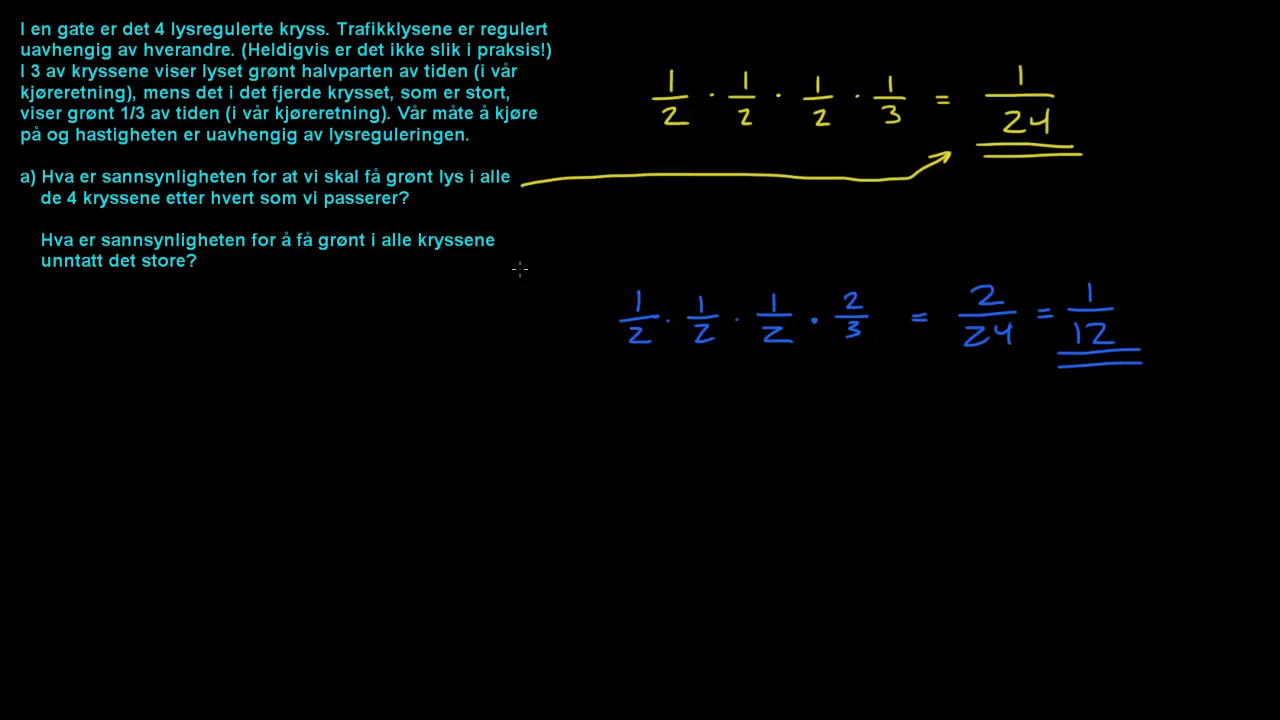 I en gate er det 4 lysregulerte kryss. Trafikklysene er regulert
uavhengig av hverandre. (Heldigvis er det ikke slik i praksis!)
I 3 av kryssene viser lyset grønt halvparten av tiden (i vår
kjøreretning), mens det i det fjerde krysset, som er stort,
viser grønt 1/3 av tiden (i vår kjøreretning). Vår måte å kjøre
på og hastigheten er uavhengig av lysreguleringen.
a) Hva er sannsynligheten for at vi skal få grønt lys i alle
de 4 kryssene etter hvert som vi passerer?
Hva er sannsynligheten for å få grønt i alle kryssene
unntatt det store?
1/2 · 1/2 · 1/2 · 1/3 = 1/24
1/2 · 1/2 · 1/2 · 2/3 = 2/24 = 1/12